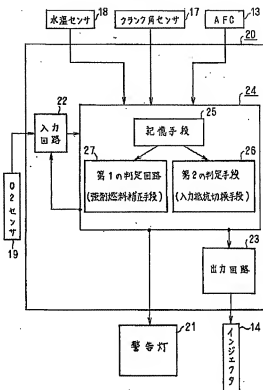 水温センサ
18
クランク角センサ
17
AFC
13
20
24
22
入力
回路
25
記憶手段
27
第1の判定回路
(強制燃料補正手段)
26
第2の判定手段
(入力抵抗切換手段)
O2センサ
19
23
出力回路
21
警告灯
インジェクタ
14